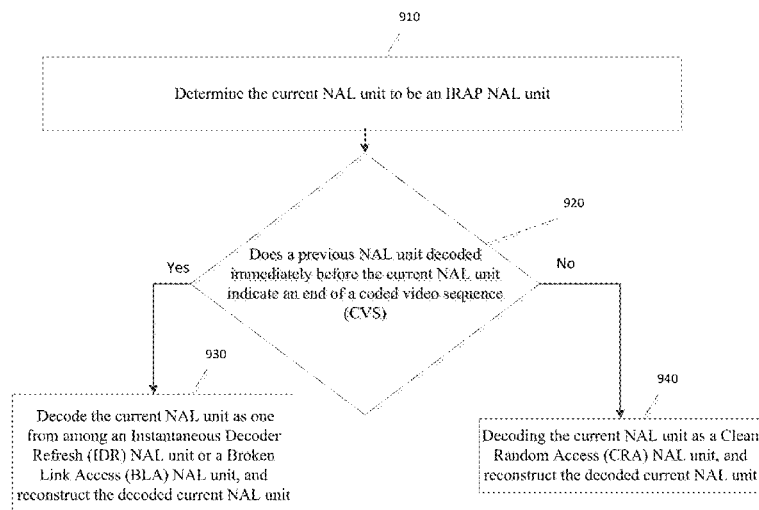 910
Determine the current NAL unit to be an IRAP NAL unit
920
Does a previous NAL unit decoded
immediately before the current NAL unit
indicate an end of a coded video sequence
(CVS)
Yes
No
930
Decode the current NAL unit as one
from among an Instantaneous Decoder
Refresh (IDR) NAL unit or a Broken
Link Access (BLA) NAL unit, and
reconstruct the decoded current NAL unit
940
Decoding the current NAL unit as a Clean
Random Access (CRA) NAL unit, and
reconstruct the decoded current NAL unit